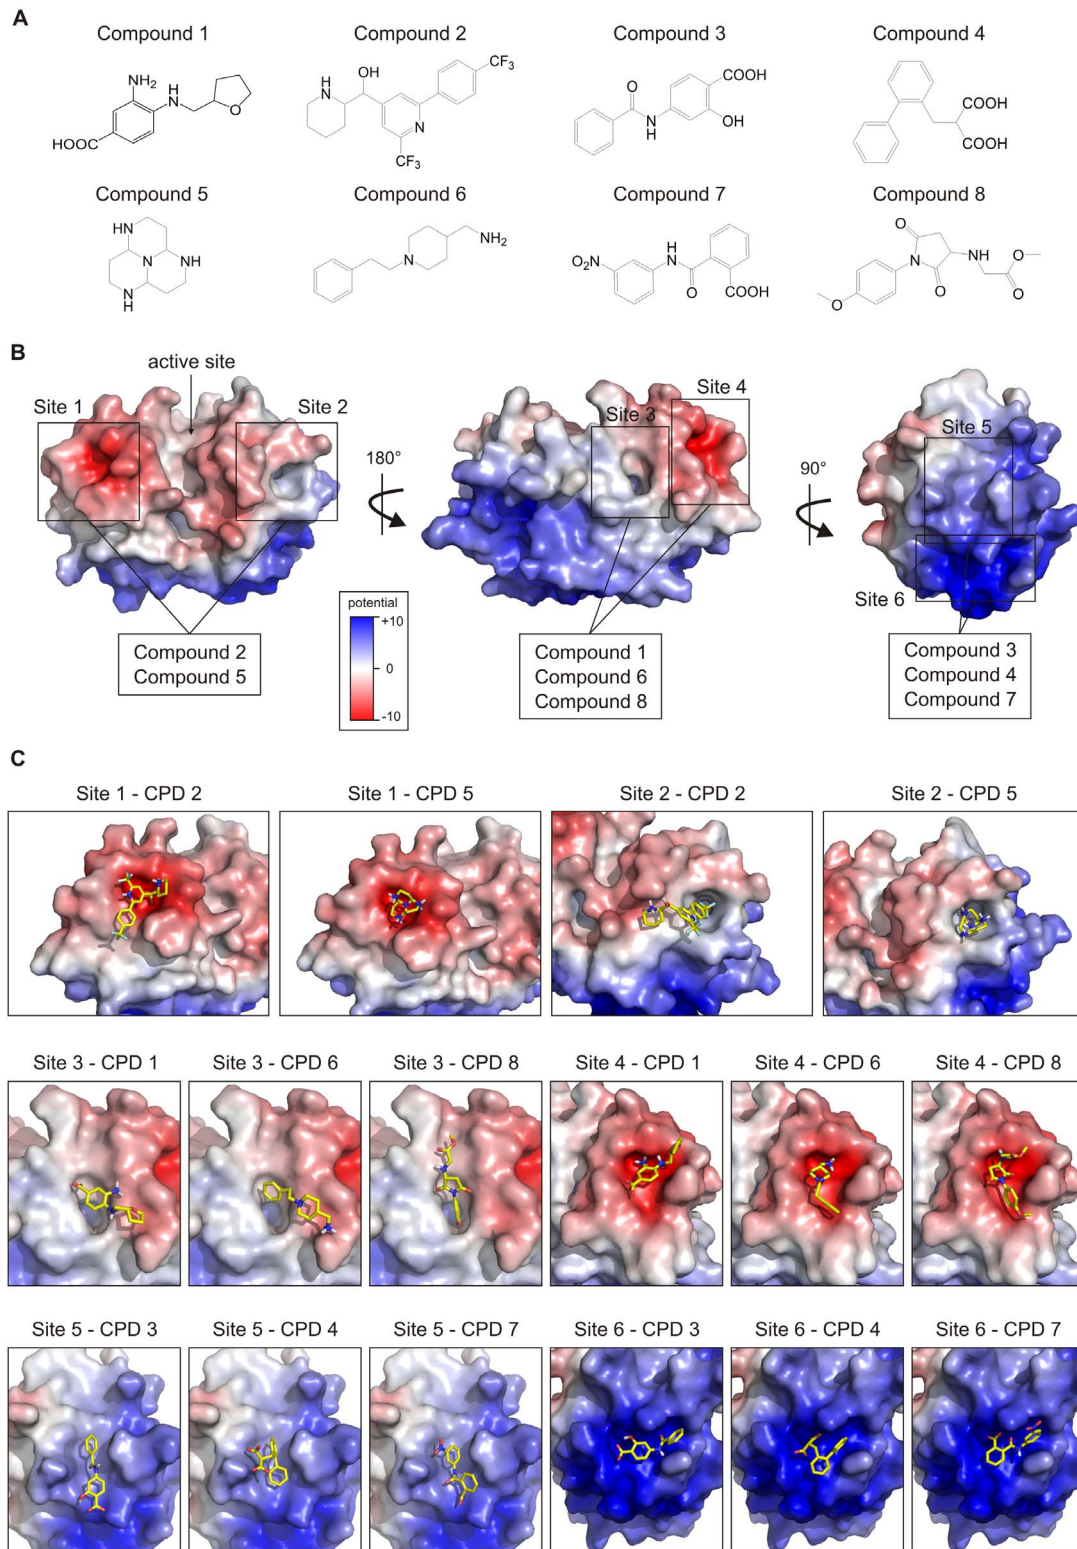 A
Compound 1
Compound 2
Compound 3
Compound 4
NH₂
NH
O
HOOC
OH
NH
CF₃
N
CF₃
O
N
H
COOH
OH
COOH
COOH
Compound 5
Compound 6
Compound 7
Compound 8
HN
N
NH
N
H
N
NH₂
O₂N
H
N
O
COOH
O
N
O
NH
O
O
O
B
active site
Site 1
Site 2
180°
Site 3
Site 4
90°
Site 5
Site 6
potential
+10
0
-10
Compound 2
Compound 5
Compound 1
Compound 6
Compound 8
Compound 3
Compound 4
Compound 7
C
Site 1 - CPD 2
Site 1 - CPD 5
Site 2 - CPD 2
Site 2 - CPD 5
Site 3 - CPD 1
Site 3 - CPD 6
Site 3 - CPD 8
Site 4 - CPD 1
Site 4 - CPD 6
Site 4 - CPD 8
Site 5 - CPD 3
Site 5 - CPD 4
Site 5 - CPD 7
Site 6 - CPD 3
Site 6 - CPD 4
Site 6 - CPD 7